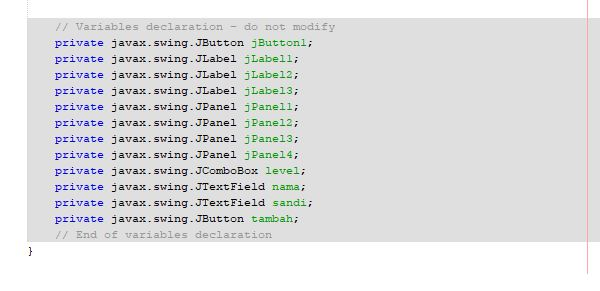 // Variables declaration - do not modify
private javax.swing.JButton jButton1;
private javax.swing.JLabel jLabel1;
private javax.swing.JLabel jLabel2;
private javax.swing.JLabel jLabel3;
private javax.swing.JPanel jPanel1;
private javax.swing.JPanel jPanel2;
private javax.swing.JPanel jPanel3;
private javax.swing.JPanel jPanel4;
private javax.swing.JComboBox level;
private javax.swing.JTextField nama;
private javax.swing.JTextField sandi;
private javax.swing.JButton tambah;
// End of variables declaration
}